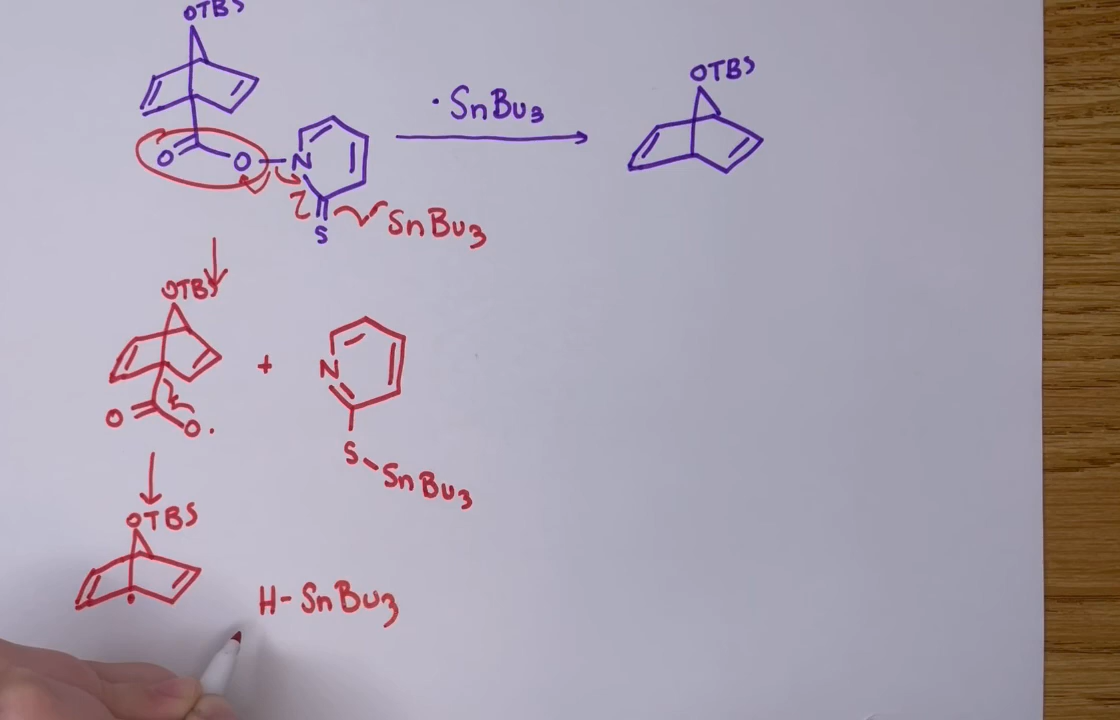 OTBS
O O N
S
· SnBu3
SnBu3
OTBS
OTBS
O O·
+
N
S-SnBu3
OTBS
H-SnBu3